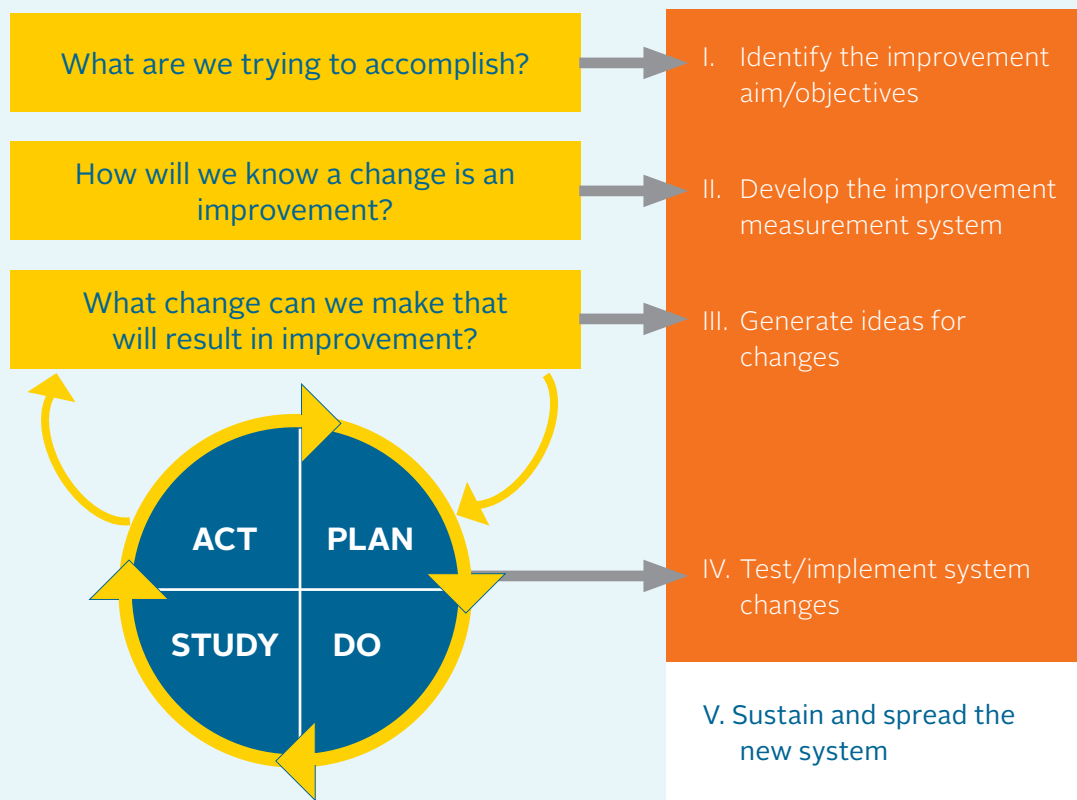 What are we trying to accomplish?
I. Identify the improvement
aim/objectives
How will we know a change is an
improvement?
II. Develop the improvement
measurement system
What change can we make that
will result in improvement?
III. Generate ideas for
changes
ACT
PLAN
STUDY
DO
IV. Test/implement system
changes
V. Sustain and spread the
new system